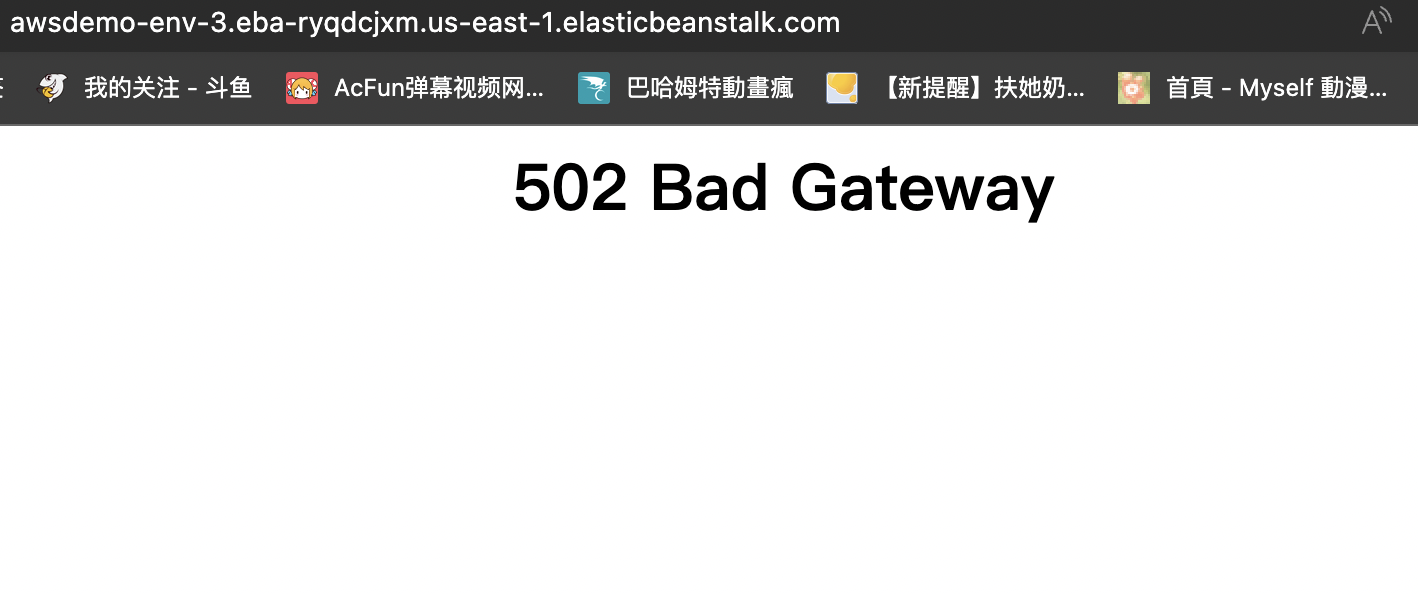 awsdemo-env-3.eba-ryqdcjxm.us-east-1.elasticbeanstalk.com
我的关注 - 斗鱼 AcFun弹幕视频网... 巴哈姆特動畫瘋 【新提醒】扶她奶... 首頁 - Myself 動漫...
502 Bad Gateway